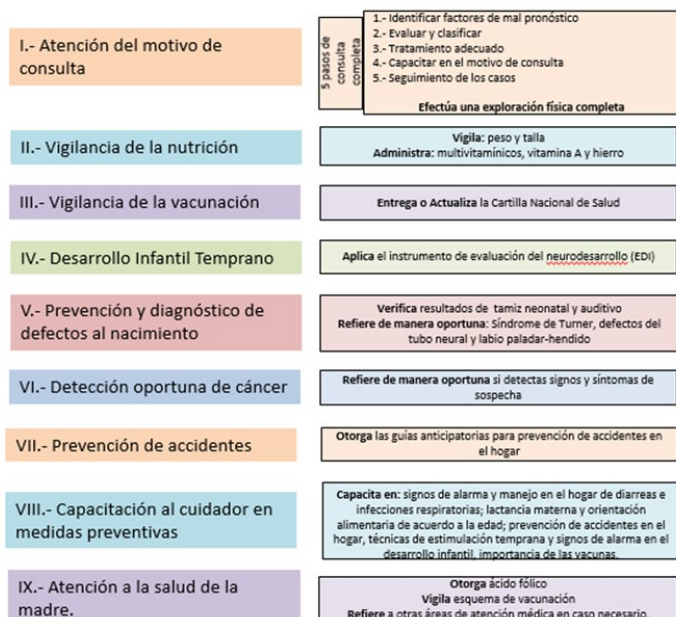 I.- Atención del motivo de
consulta
5 pasos de
consulta
completa
1.- Identificar factores de mal pronóstico
2.- Evaluar y clasificar
3.- Tratamiento adecuado
4.- Capacitar en el motivo de consulta
5.- Seguimiento de los casos
Efectúa una exploración física completa
II.- Vigilancia de la nutrición
Vigila: peso y talla
Administra: multivitamínicos, vitamina A y hierro
III.- Vigilancia de la vacunación
Entrega o Actualiza la Cartilla Nacional de Salud
IV.- Desarrollo Infantil Temprano
Aplica el instrumento de evaluación del neurodesarrollo (EDI)
V.- Prevención y diagnóstico de
defectos al nacimiento
Verifica resultados de tamiz neonatal y auditivo
Refiere de manera oportuna: Síndrome de Turner, defectos del
tubo neural y labio paladar-hendido
VI.- Detección oportuna de cáncer
Refiere de manera oportuna si detectas signos y síntomas de
sospecha
VII.- Prevención de accidentes
Otorga las guías anticipatorias para prevención de accidentes en
el hogar
VIII.- Capacitación al cuidador en
medidas preventivas
Capacita en: signos de alarma y manejo en el hogar de diarreas e
infecciones respiratorias; lactancia materna y orientación
alimentaria de acuerdo a la edad; prevención de accidentes en el
hogar, técnicas de estimulación temprana y signos de alarma en el
desarrollo infantil, importancia de las vacunas.
IX.- Atención a la salud de la
madre.
Otorga ácido fólico
Vigila esquema de vacunación
Refiere a otras áreas de atención médica en caso necesario.